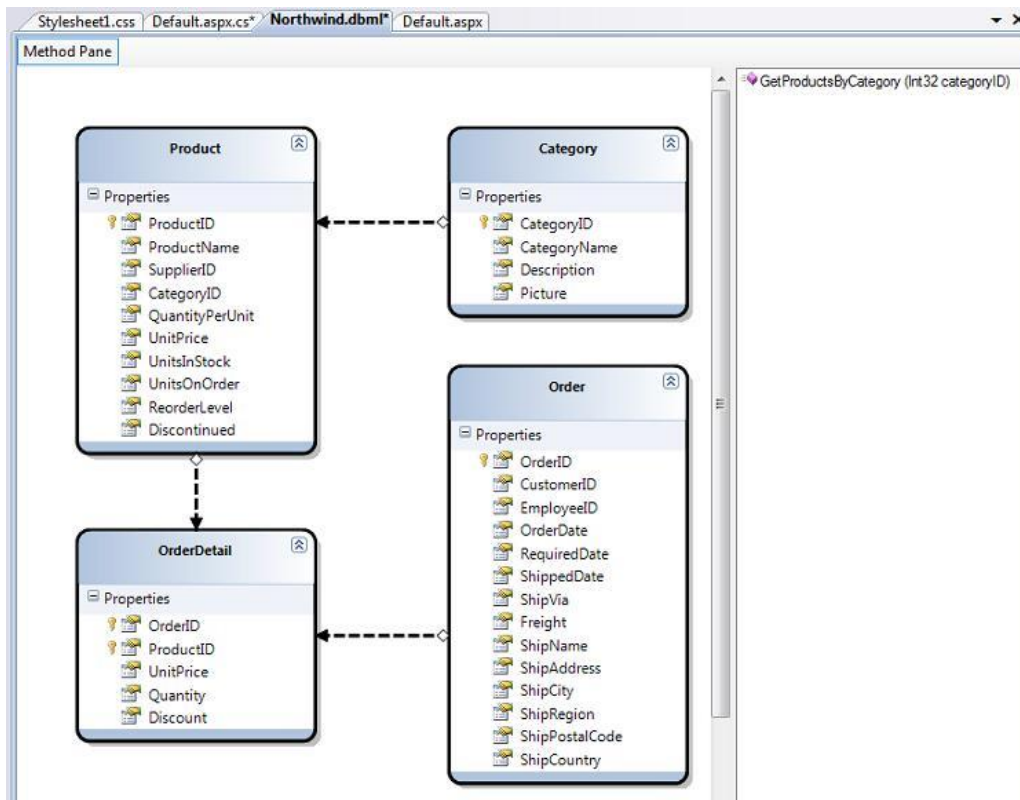 Stylesheet1.css Default.aspx.cs* Northwind.dbml* Default.aspx
Method Pane
GetProductsByCategory (Int32 categoryID)
Product
Properties
ProductID
ProductName
SupplierID
CategoryID
QuantityPerUnit
UnitPrice
UnitsInStock
UnitsOnOrder
ReorderLevel
Discontinued
Category
Properties
CategoryID
CategoryName
Description
Picture
OrderDetail
Properties
OrderID
ProductID
UnitPrice
Quantity
Discount
Order
Properties
OrderID
CustomerID
EmployeeID
OrderDate
RequiredDate
ShippedDate
ShipVia
Freight
ShipName
ShipAddress
ShipCity
ShipRegion
ShipPostalCode
ShipCountry